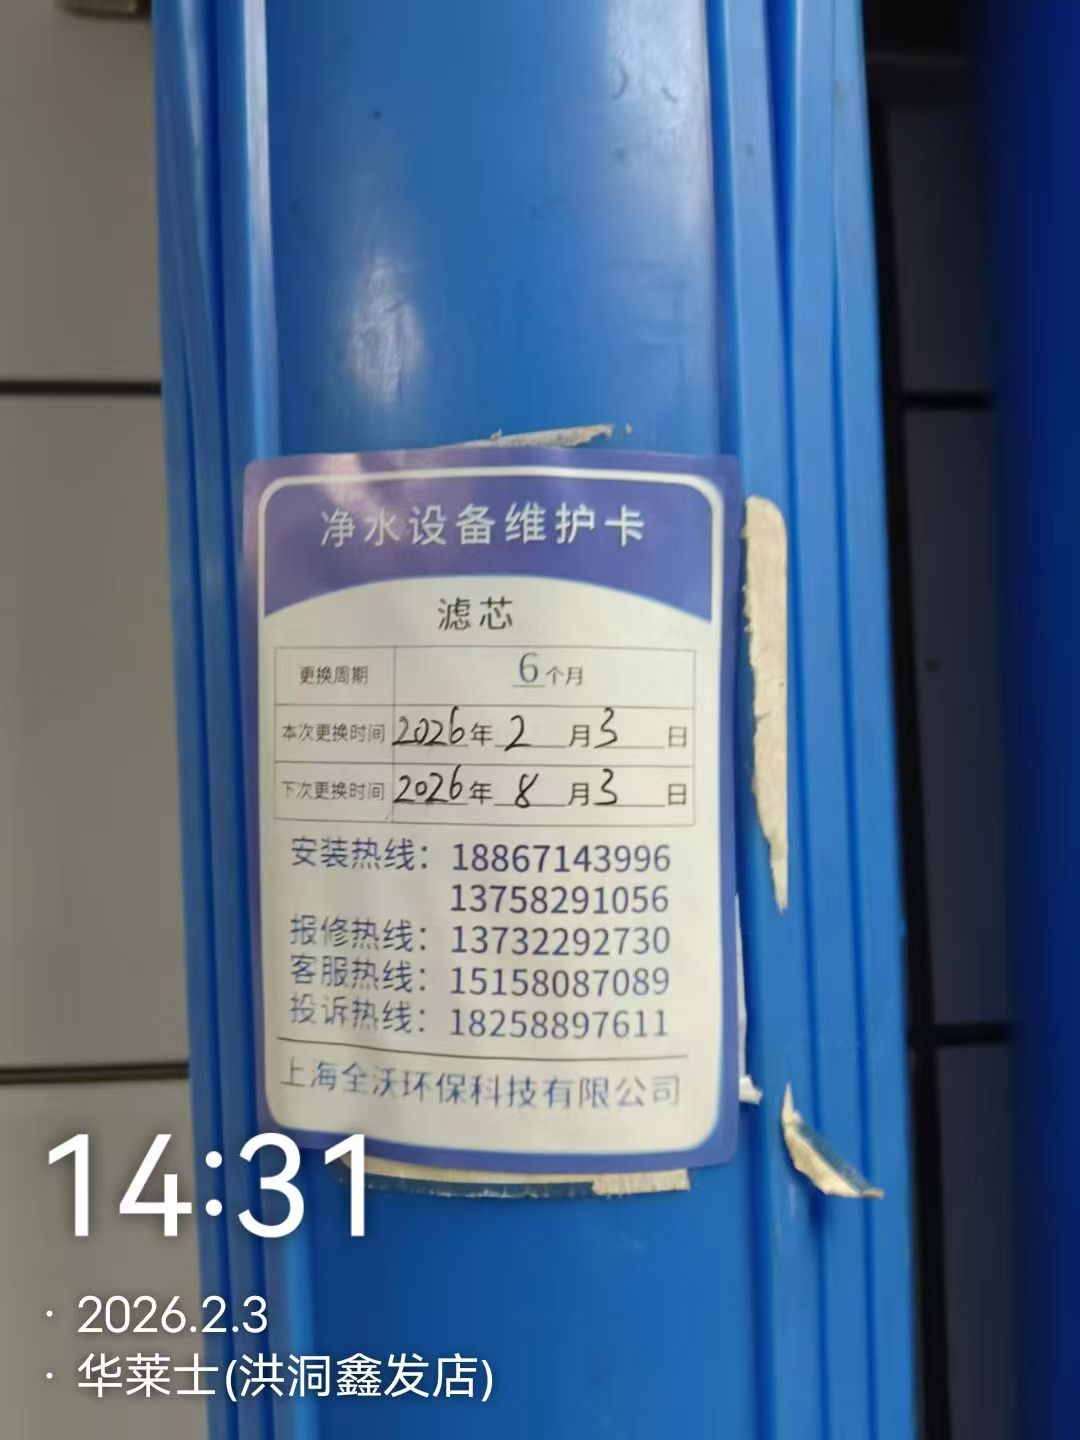 净水设备维护卡
滤芯
更换周期 6个月
本次更换时间 2026年2月3日
下次更换时间 2026年8月3日
安装热线：18867143996
13758291056
报修热线：13732292730
客服热线：15158087089
投诉热线：18258897611
上海全沃环保科技有限公司
14:31
· 2026.2.3
· 华莱士(洪洞鑫发店)